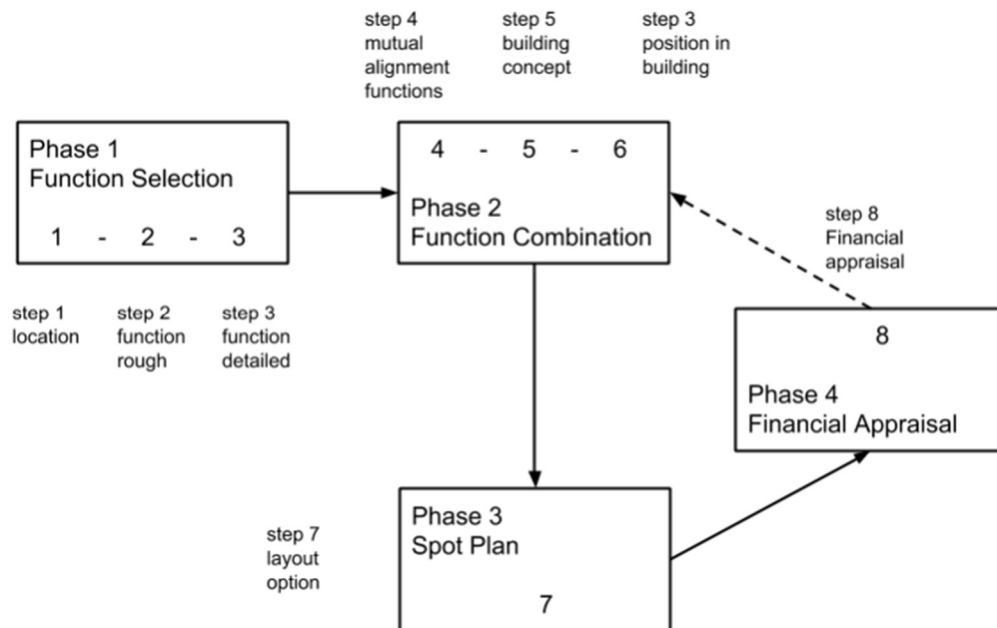 step 4
mutual
alignment
functions
step 5
building
concept
step 3
position in
building
Phase 1
Function Selection
1 - 2 - 3
4 - 5 - 6
Phase 2
Function Combination
step 1
location
step 2
function
rough
step 3
function
detailed
step 8
Financial
appraisal
8
Phase 4
Financial Appraisal
step 7
layout
option
Phase 3
Spot Plan
7